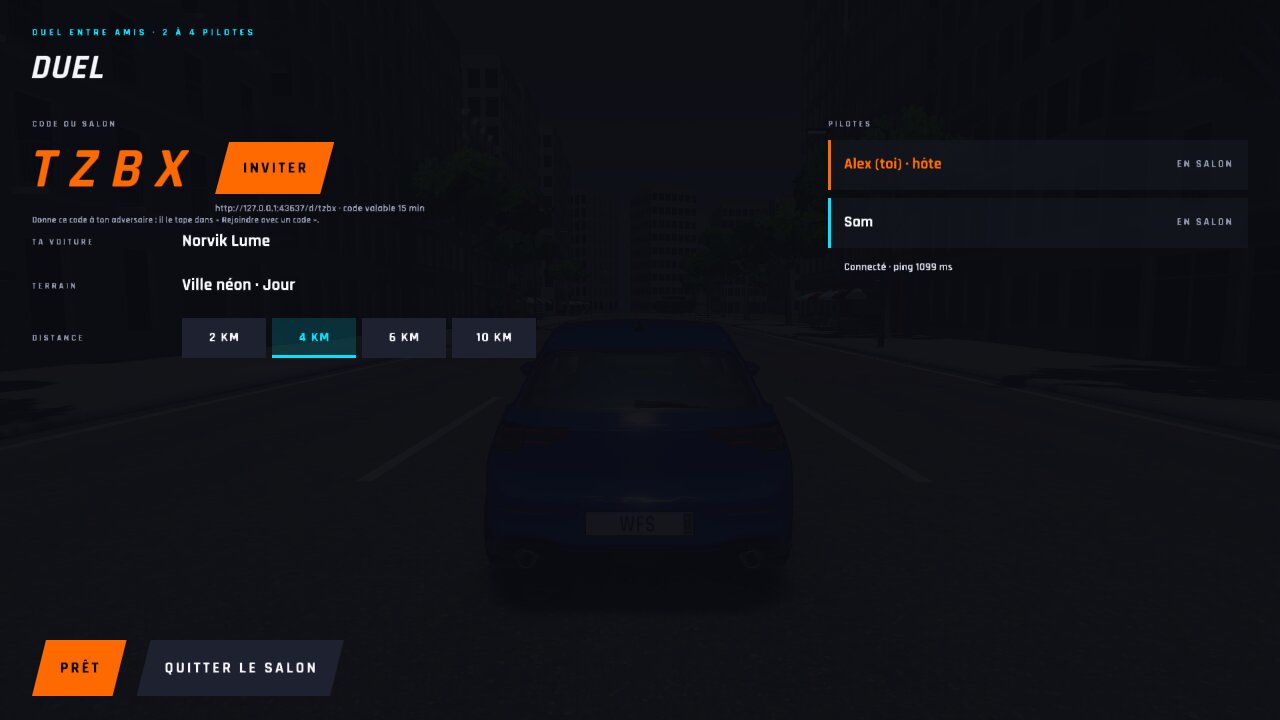 DUEL ENTRE AMIS · 2 À 4 PILOTES
DUEL
CODE DU SALON
TZBX
INVITER
http://127.0.0.1:43637/d/tzbx · code valable 15 min
Donne ce code à ton adversaire : il le tape dans « Rejoindre avec un code ».
TA VOITURE
Norvik Lume
TERRAIN
Ville néon · Jour
DISTANCE
2 KM
4 KM
6 KM
10 KM
PILOTES
Alex (toi) · hôte
EN SALON
Sam
EN SALON
Connecté · ping 1099 ms
WFS
PRÊT
QUITTER LE SALON